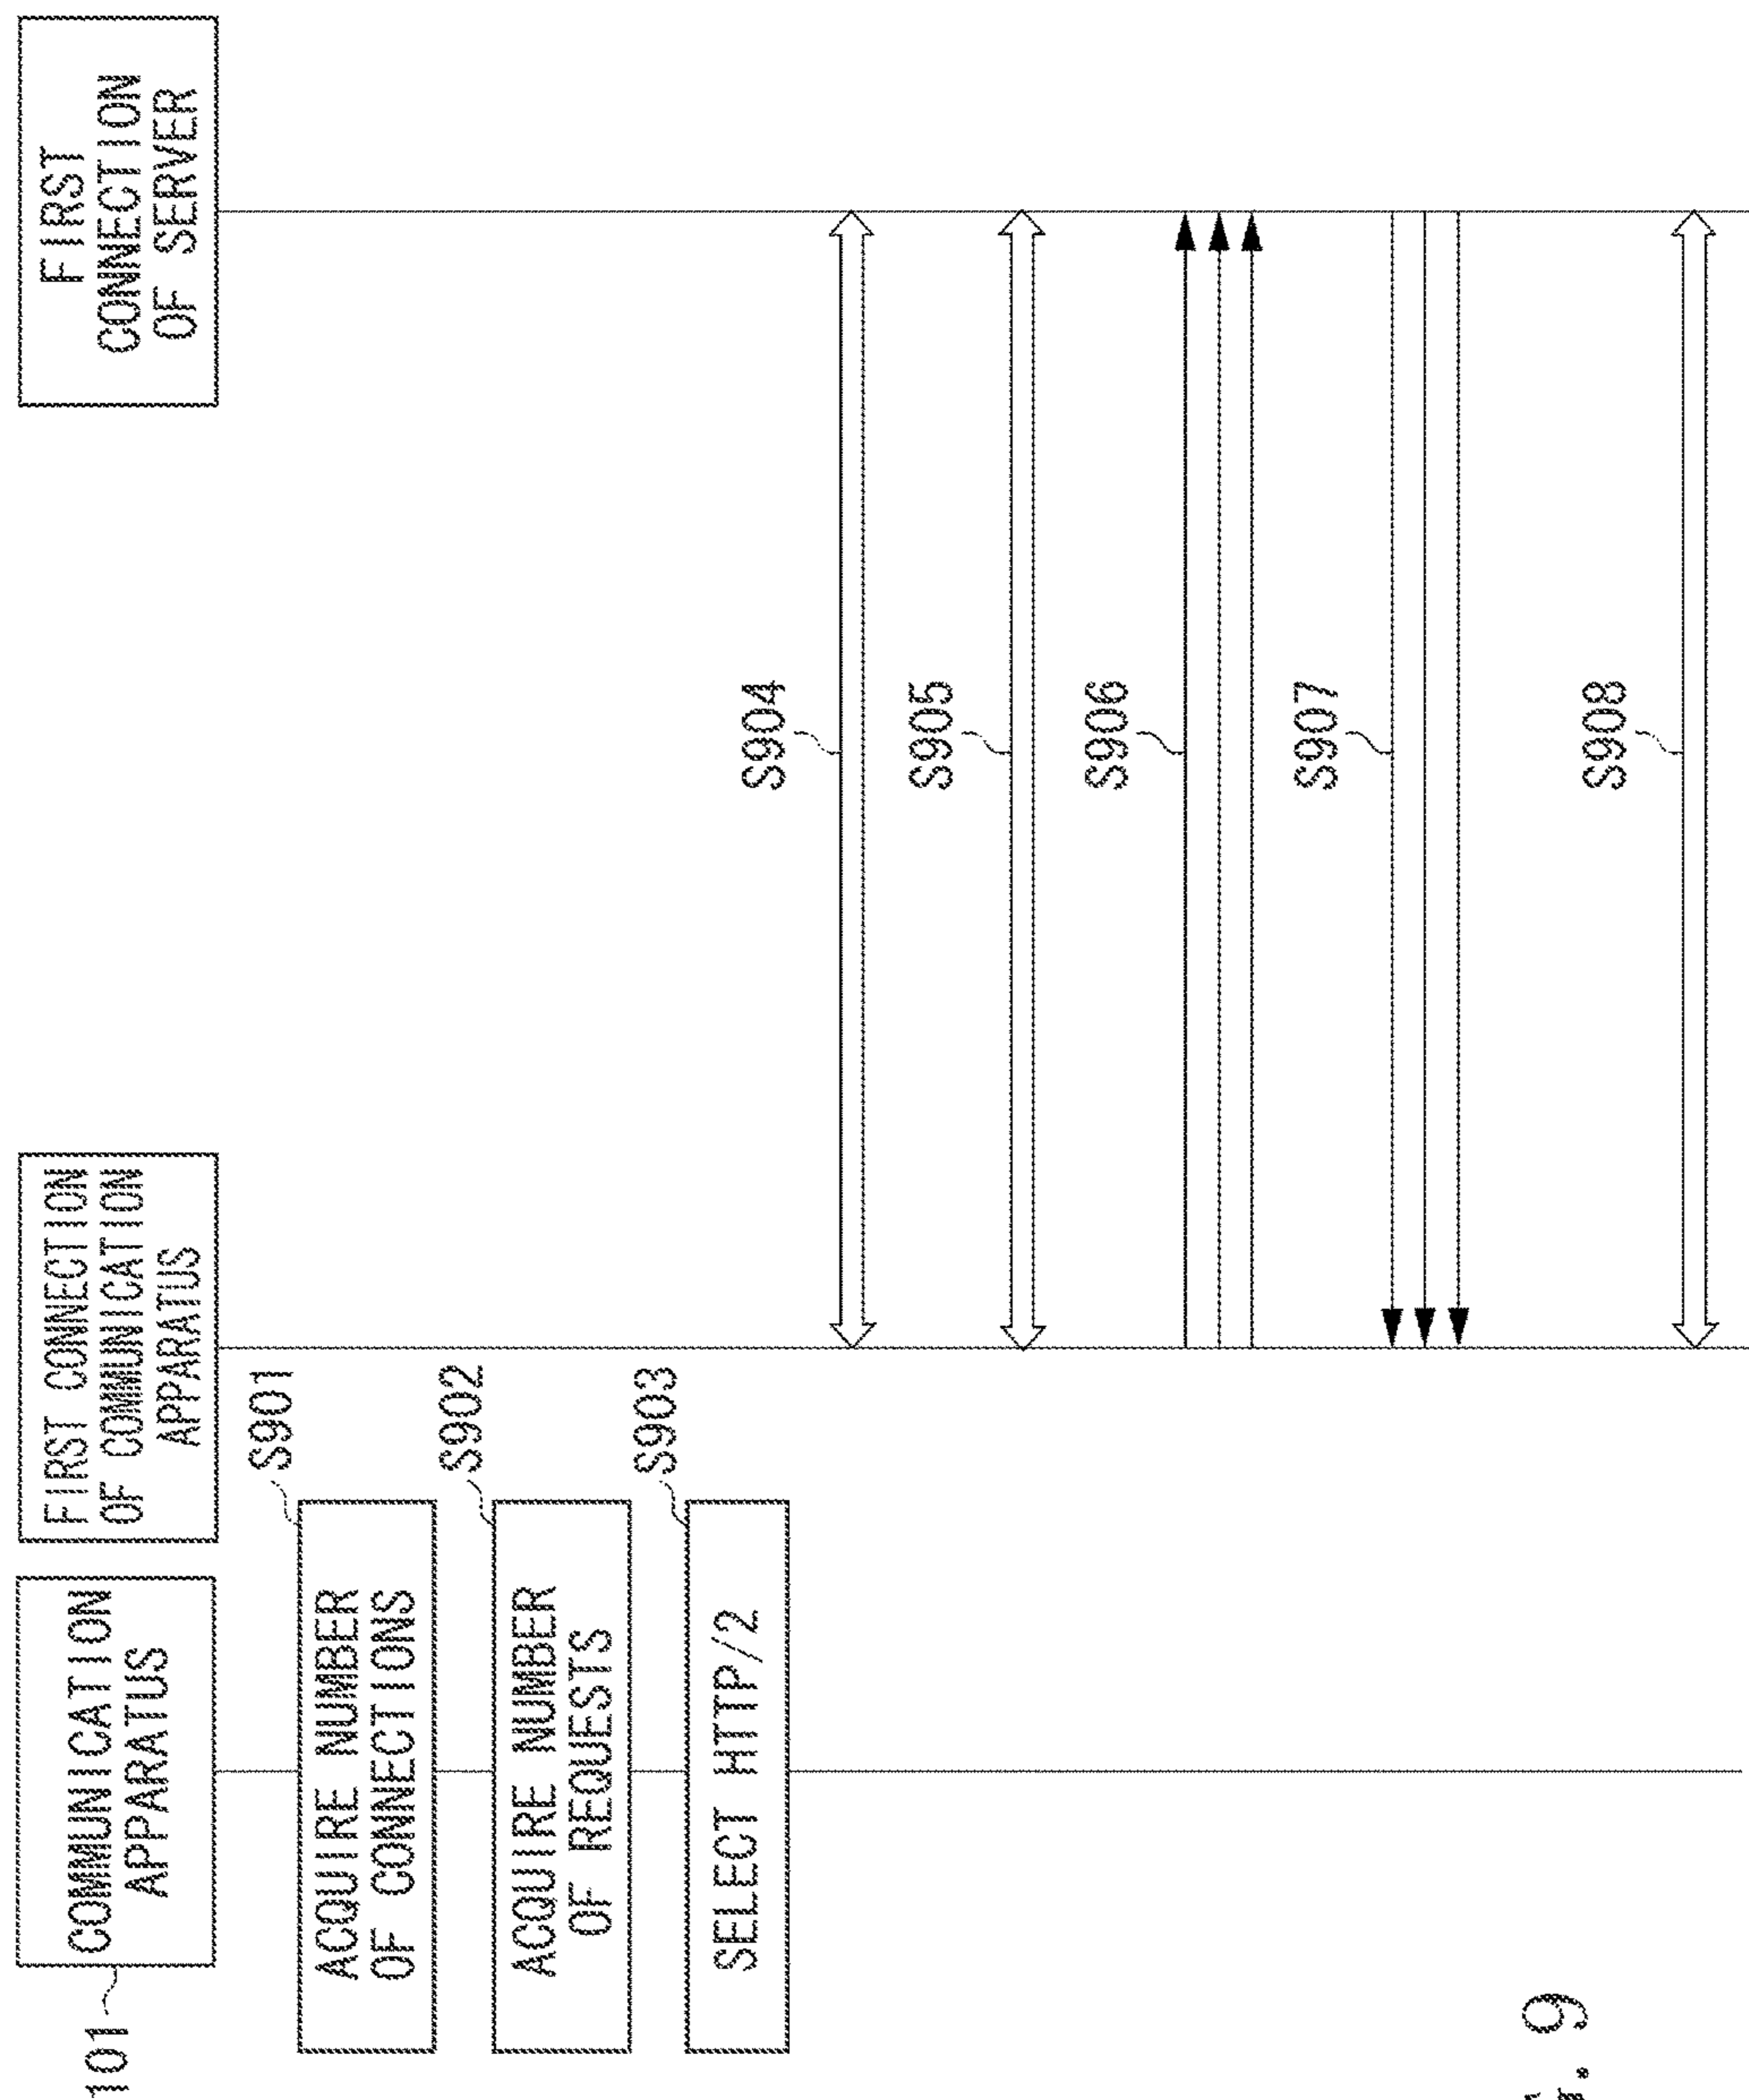 101
COMMUNICATION
APPARATUS
FIRST CONNECTION
OF COMMUNICATION
APPARATUS
FIRST
CONNECTION
OF SERVER
S901
ACQUIRE NUMBER
OF CONNECTIONS
S902
ACQUIRE NUMBER
OF REQUESTS
S903
SELECT HTTP/2
S904
S905
S906
S907
S908
. 9